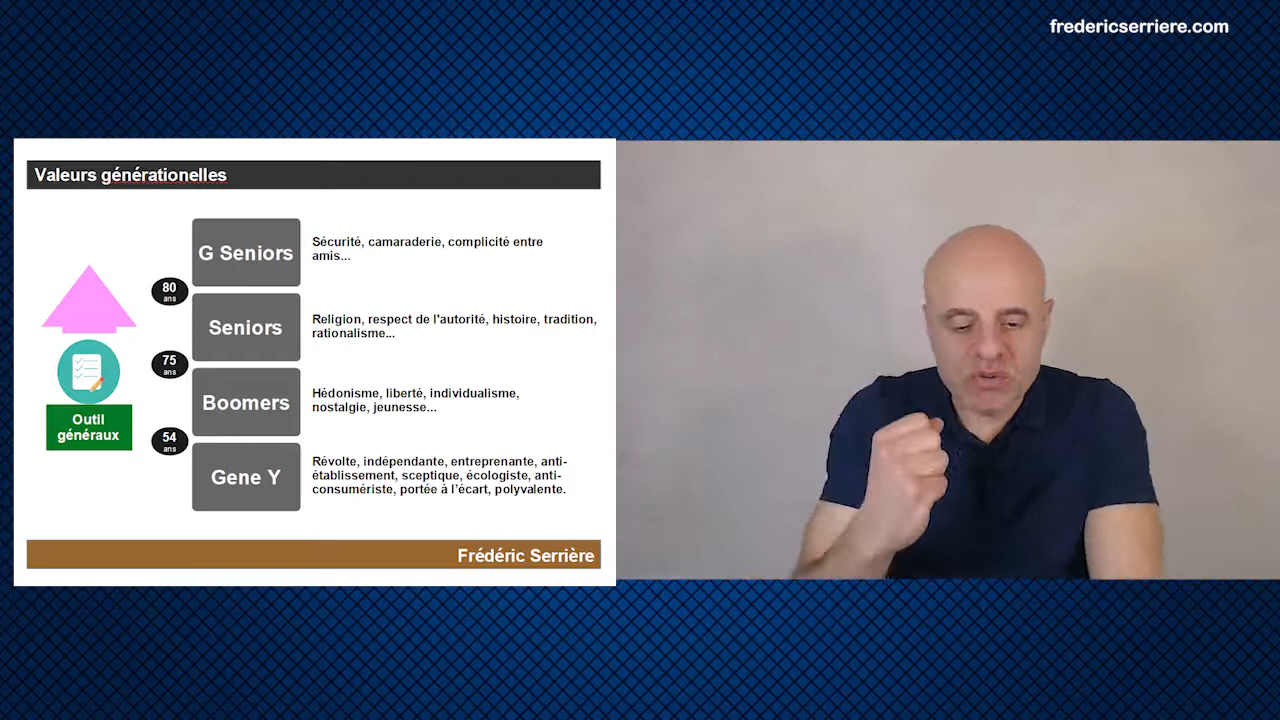 fredericserriere.com
Valeurs générationelles
G Seniors
Sécurité, camaraderie, complicité entre
amis...
80
ans
Seniors
Religion, respect de l'autorité, histoire, tradition,
rationalisme...
75
ans
Boomers
Hédonisme, liberté, individualisme,
nostalgie, jeunesse...
Outil
généraux
54
ans
Gene Y
Révolte, indépendante, entreprenante, anti-
établissement, sceptique, écologiste, anti-
consumériste, portée à l'écart, polyvalente.
Frédéric Serrière